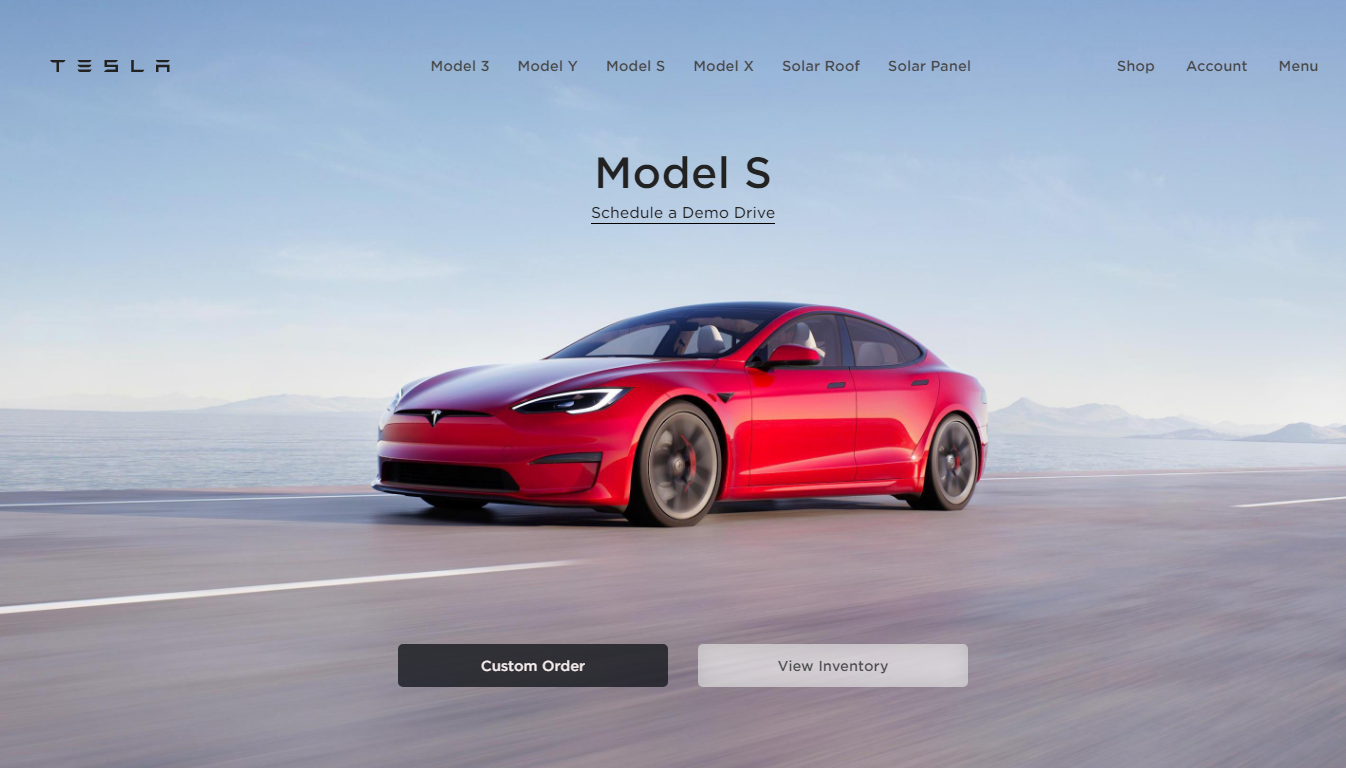 TESLA Model 3 Model Y Model S Model X Solar Roof Solar Panel Shop Account Menu
Model S
Schedule a Demo Drive
Custom Order View Inventory